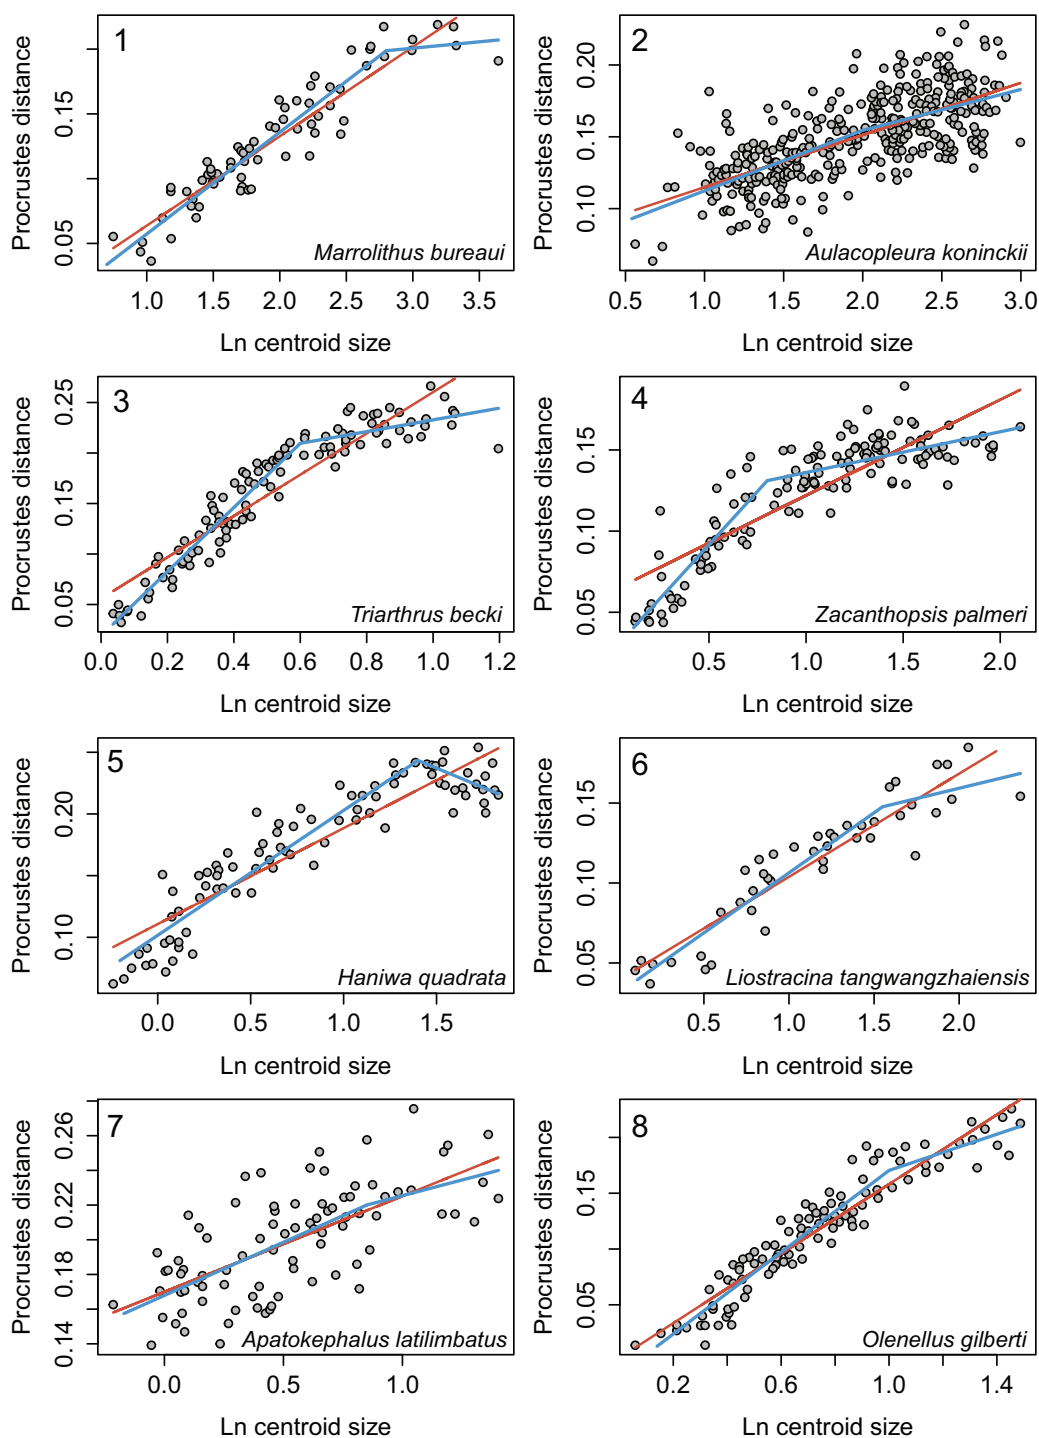 1
Procrustes distance
0.15
0.05
Marrolithus bureaui
1.0 1.5 2.0 2.5 3.0 3.5
Ln centroid size
2
Procrustes distance
0.20
0.15
0.10
Aulacopleura koninckii
0.5 1.0 1.5 2.0 2.5 3.0
Ln centroid size
3
Procrustes distance
0.25
0.15
0.05
Triarthrus becki
0.0 0.2 0.4 0.6 0.8 1.0 1.2
Ln centroid size
4
Procrustes distance
0.15
0.10
0.05
Zacanthopsis palmeri
0.5 1.0 1.5 2.0
Ln centroid size
5
Procrustes distance
0.20
0.10
Haniwa quadrata
0.0 0.5 1.0 1.5
Ln centroid size
6
Procrustes distance
0.15
0.10
0.05
Liostracina tangwangzhaiensis
0.5 1.0 1.5 2.0
Ln centroid size
7
Procrustes distance
0.26
0.22
0.18
0.14
Apatokephalus latilimbatus
0.0 0.5 1.0
Ln centroid size
8
Procrustes distance
0.15
0.05
Olenellus gilberti
0.2 0.6 1.0 1.4
Ln centroid size